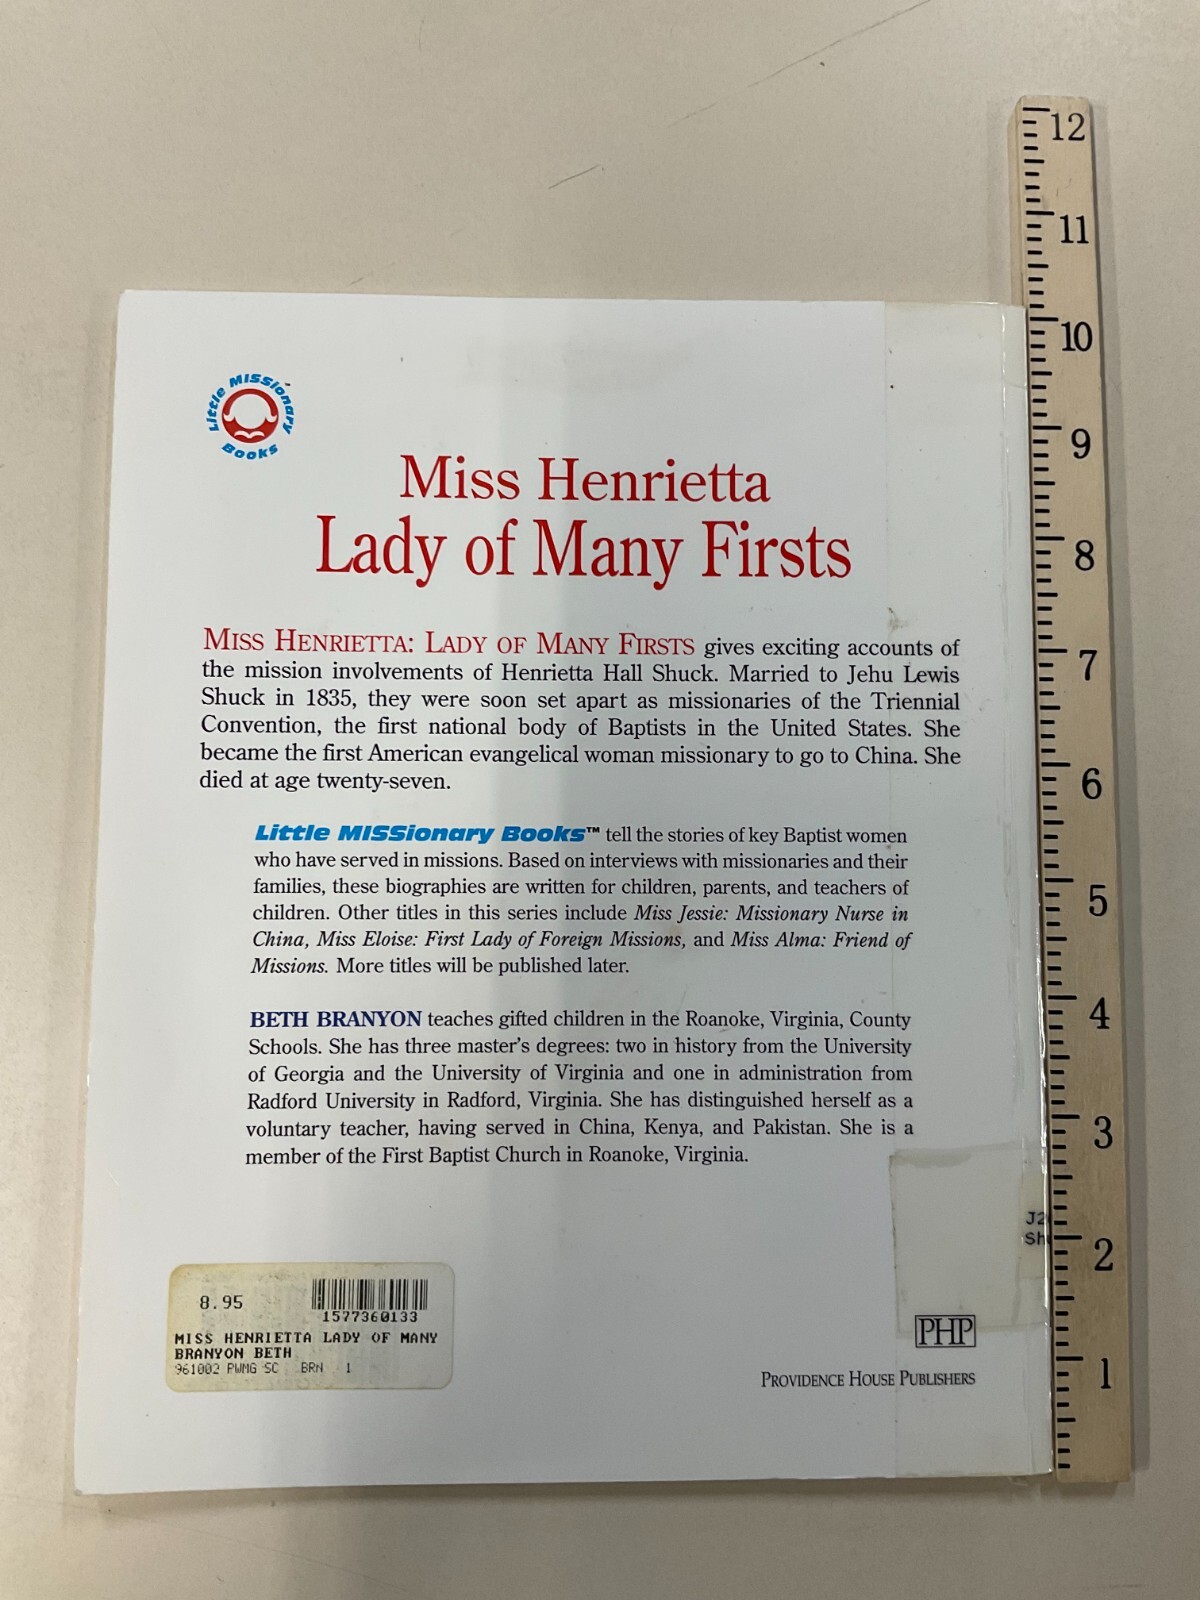 Little MISSionary
Books
Miss Henrietta
Lady of Many Firsts
MISS HENRIETTA: LADY OF MANY FIRSTS gives exciting accounts of
the mission involvements of Henrietta Hall Shuck. Married to Jehu Lewis
Shuck in 1835, they were soon set apart as missionaries of the Triennial
Convention, the first national body of Baptists in the United States. She
became the first American evangelical woman missionary to go to China. She
died at age twenty-seven.
Little MISSionary Books™ tell the stories of key Baptist women
who have served in missions. Based on interviews with missionaries and their
families, these biographies are written for children, parents, and teachers of
children. Other titles in this series include Miss Jessie: Missionary Nurse in
China, Miss Eloise: First Lady of Foreign Missions, and Miss Alma: Friend of
Missions. More titles will be published later.
BETH BRANYON teaches gifted children in the Roanoke, Virginia, County
Schools. She has three master's degrees: two in history from the University
of Georgia and the University of Virginia and one in administration from
Radford University in Radford, Virginia. She has distinguished herself as a
voluntary teacher, having served in China, Kenya, and Pakistan. She is a
member of the First Baptist Church in Roanoke, Virginia.
8.95
1577360133
MISS HENRIETTA LADY OF MANY
BRANYON BETH
961002 PWMG SC BRN 1
PHP
PROVIDENCE HOUSE PUBLISHERS
J2
Sh
12
11
10
9
8
7
6
5
4
3
2
1